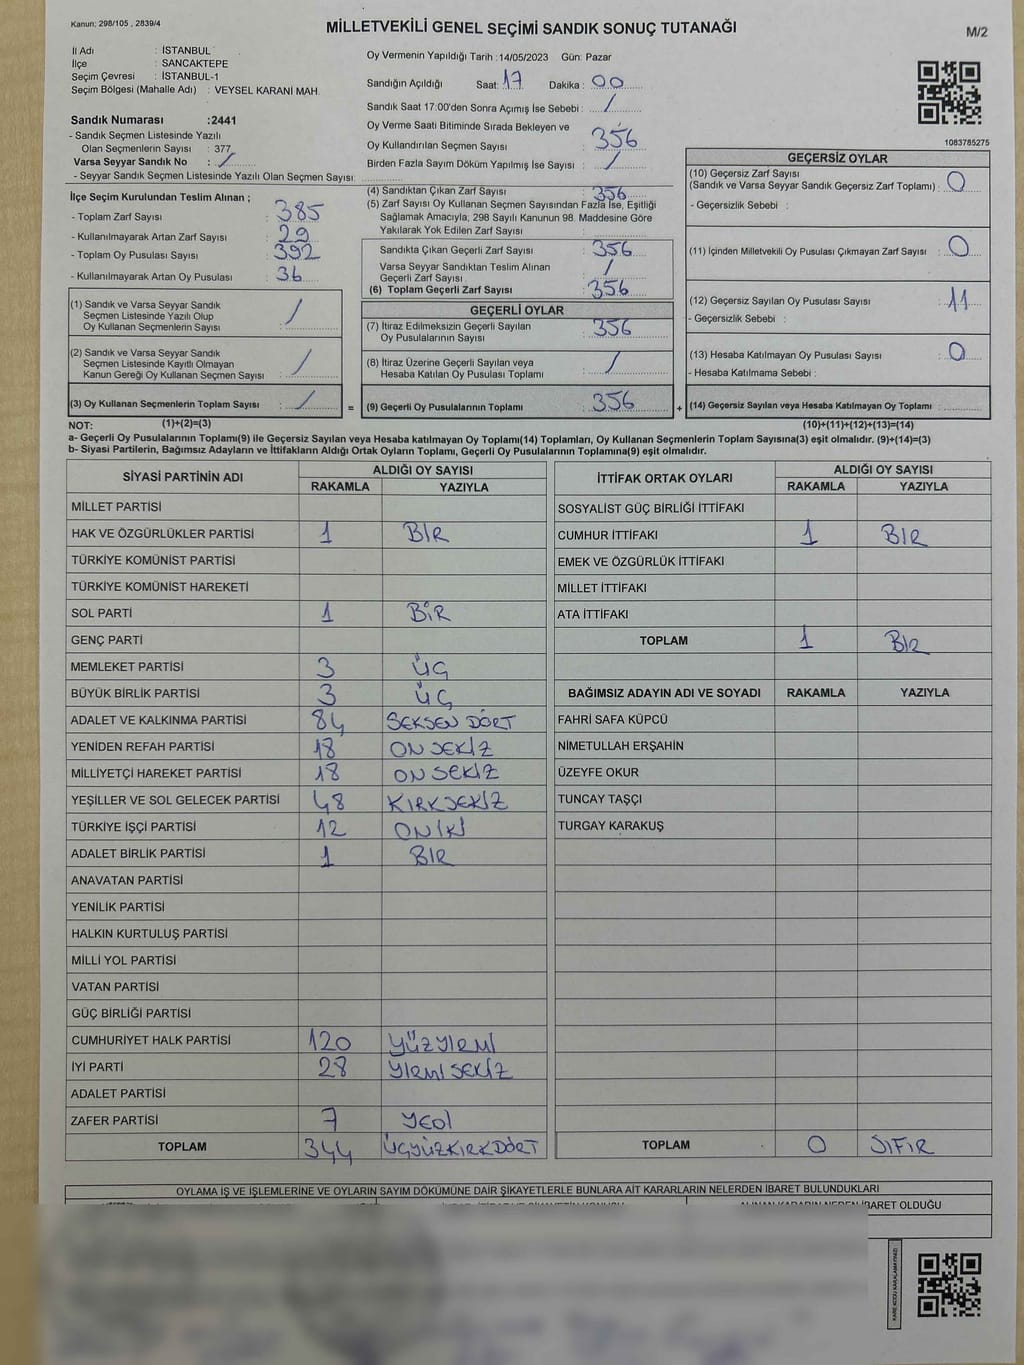 Kanun; 298/105 , 2839/4
MİLLETVEKİLİ GENEL SEÇİMİ SANDIK SONUÇ TUTANAĞI
M/2
İl Adı : İSTANBUL
İlçe : SANCAKTEPE
Seçim Çevresi : İSTANBUL-1
Seçim Bölgesi (Mahalle Adı) : VEYSEL KARANİ MAH.
Oy Vermenin Yapıldığı Tarih :14/05/2023 Gün: Pazar
Sandığın Açıldığı Saat: 17 Dakika : 00
Sandık Saat 17:00'den Sonra Açımış İse Sebebi : /
Oy Verme Saati Bitiminde Sırada Bekleyen ve
Oy Kullandırılan Seçmen Sayısı : 356
Birden Fazla Sayım Döküm Yapılmış İse Sayısı : /
1083785275
Sandık Numarası :2441
- Sandık Seçmen Listesinde Yazılı
Olan Seçmenlerin Sayısı : 377
Varsa Seyyar Sandık No : /
- Seyyar Sandık Seçmen Listesinde Yazılı Olan Seçmen Sayısı:
İlçe Seçim Kurulundan Teslim Alınan ;
- Toplam Zarf Sayısı : 385
- Kullanılmayarak Artan Zarf Sayısı : 29
- Toplam Oy Pusulası Sayısı : 392
- Kullanılmayarak Artan Oy Pusulası : 36
(1) Sandık ve Varsa Seyyar Sandık
Seçmen Listesinde Yazılı Olup
Oy Kullanan Seçmenlerin Sayısı : /
(2) Sandık ve Varsa Seyyar Sandık
Seçmen Listesinde Kayıtlı Olmayan
Kanun Gereği Oy Kullanan Seçmen Sayısı : /
(3) Oy Kullanan Seçmenlerin Toplam Sayısı : /
(4) Sandıktan Çıkan Zarf Sayısı : 356
(5) Zarf Sayısı Oy Kullanan Seçmen Sayısından Fazla İse, Eşitliği
Sağlamak Amacıyla, 298 Sayılı Kanunun 98. Maddesine Göre
Yakılarak Yok Edilen Zarf Sayısı :
Sandıkta Çıkan Geçerli Zarf Sayısı : 356
Varsa Seyyar Sandıktan Teslim Alınan
Geçerli Zarf Sayısı : /
(6) Toplam Geçerli Zarf Sayısı : 356
GEÇERLİ OYLAR
(7) İtiraz Edilmeksizin Geçerli Sayılan
Oy Pusulalarının Sayısı : 356
(8) İtiraz Üzerine Geçerli Sayılan veya
Hesaba Katılan Oy Pusulası Toplamı : /
= (9) Geçerli Oy Pusulalarının Toplamı : 356 +
GEÇERSİZ OYLAR
(10) Geçersiz Zarf Sayısı
(Sandık ve Varsa Seyyar Sandık Geçersiz Zarf Toplamı) : 0
- Geçersizlik Sebebi :
(11) İçinden Milletvekili Oy Pusulası Çıkmayan Zarf Sayısı : 0
(12) Geçersiz Sayılan Oy Pusulası Sayısı : 11
- Geçersizlik Sebebi :
(13) Hesaba Katılmayan Oy Pusulası Sayısı : 0
- Hesaba Katılmama Sebebi :
(14) Geçersiz Sayılan veya Hesaba Katılmayan Oy Toplamı :
NOT: (1)+(2)=(3) (10)+(11)+(12)+(13)=(14)
a- Geçerli Oy Pusulalarının Toplamı(9) ile Geçersiz Sayılan veya Hesaba katılmayan Oy Toplamı(14) Toplamları, Oy Kullanan Seçmenlerin Toplam Sayısına(3) eşit olmalıdır. (9)+(14)=(3)
b- Siyasi Partilerin, Bağımsız Adayların ve İttifakların Aldığı Ortak Oyların Toplamı, Geçerli Oy Pusulalarının Toplamına(9) eşit olmalıdır.
SİYASİ PARTİNİN ADI ALDIĞI OY SAYISI
RAKAMLA YAZIYLA
MİLLET PARTİSİ
HAK VE ÖZGÜRLÜKLER PARTİSİ 1 BIR
TÜRKİYE KOMÜNİST PARTİSİ
TÜRKİYE KOMÜNİST HAREKETİ
SOL PARTİ 1 BİR
GENÇ PARTİ
MEMLEKET PARTİSİ 3 ÜÇ
BÜYÜK BİRLİK PARTİSİ 3 ÜÇ
ADALET VE KALKINMA PARTİSİ 84 SEKSEN DÖRT
YENİDEN REFAH PARTİSİ 18 ON SEKİZ
MİLLİYETÇİ HAREKET PARTİSİ 18 ON SEKİZ
YEŞİLLER VE SOL GELECEK PARTİSİ 48 KIRKSEKİZ
TÜRKİYE İŞÇİ PARTİSİ 12 ONİKİ
ADALET BİRLİK PARTİSİ 1 BIR
ANAVATAN PARTİSİ
YENİLİK PARTİSİ
HALKIN KURTULUŞ PARTİSİ
MİLLİ YOL PARTİSİ
VATAN PARTİSİ
GÜÇ BİRLİĞİ PARTİSİ
CUMHURİYET HALK PARTİSİ 120 YÜZYIRMI
İYİ PARTİ 28 YIRMI SEKİZ
ADALET PARTİSİ
ZAFER PARTİSİ 7 YEDI
TOPLAM 344 ÜÇYÜZKIRKDÖRT
İTTİFAK ORTAK OYLARI ALDIĞI OY SAYISI
RAKAMLA YAZIYLA
SOSYALİST GÜÇ BİRLİĞİ İTTİFAKI
CUMHUR İTTİFAKI 1 BIR
EMEK VE ÖZGÜRLÜK İTTİFAKI
MİLLET İTTİFAKI
ATA İTTİFAKI
TOPLAM 1 BIR
BAĞIMSIZ ADAYIN ADI VE SOYADI RAKAMLA YAZIYLA
FAHRİ SAFA KÜPCÜ
NİMETULLAH ERŞAHİN
ÜZEYFE OKUR
TUNCAY TAŞÇI
TURGAY KARAKUŞ
TOPLAM 0 SIFIR
OYLAMA İŞ VE İŞLEMLERİNE VE OYLARIN SAYIM DÖKÜMÜNE DAİR ŞİKAYETLERLE BUNLARA AİT KARARLARIN NELERDEN İBARET BULUNDUKLARI
ALINAN KARARIN NEDEN İBARET OLDUĞU